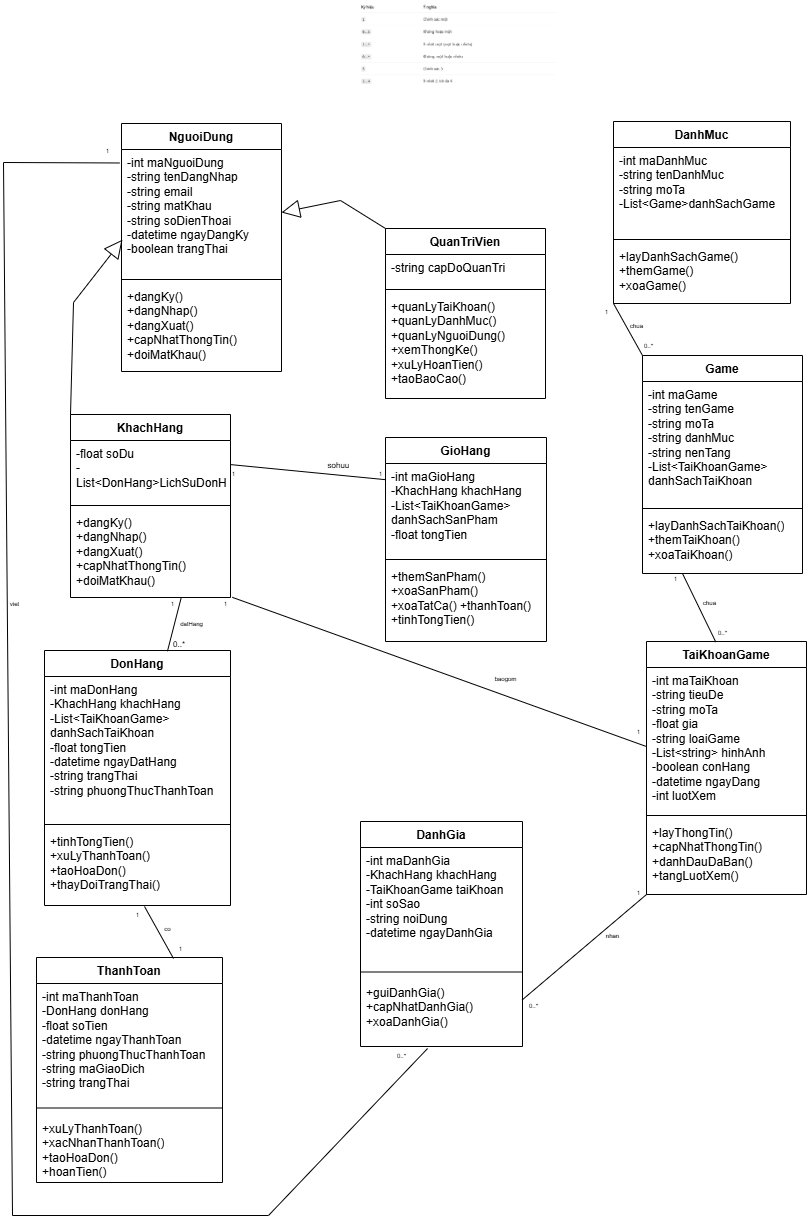 Ký hiệu Ý nghĩa
1 Chính xác một
0..1 Không hoặc một
1..* Ít nhất một (một hoặc nhiều)
0..* Không, một hoặc nhiều
5 Chính xác 5
NguoiDung
-int maNguoiDung
-string tenDangNhap
-string email
-string matKhau
-string soDienThoai
-datetime ngayDangKy
-boolean trangThai
+dangKy()
+dangNhap()
+dangXuat()
+capNhatThongTin()
+doiMatKhau()
1
QuanTriVien
-string capDoQuanTri
+quanLyTaiKhoan()
+quanLyDanhMuc()
+quanLyNguoiDung()
+xemThongKe()
+xuLyHoanTien()
+taoBaoCao()
DanhMuc
-int maDanhMuc
-string tenDanhMuc
-string moTa
-List<Game>danhSachGame
+layDanhSachGame()
+themGame()
+xoaGame()
1
chua
0..*
Game
-int maGame
-string tenGame
-string moTa
-string danhMuc
-string nenTang
-List<TaiKhoanGame>
danhSachTaiKhoan
+layDanhSachTaiKhoan()
+themTaiKhoan()
+xoaTaiKhoan()
1
chua
0..*
KhachHang
-float soDu
-
List<DonHang>LichSuDonH
+dangKy()
+dangNhap()
+dangXuat()
+capNhatThongTin()
+doiMatKhau()
1
sohuu
1
GioHang
-int maGioHang
-KhachHang khachHang
-List<TaiKhoanGame>
danhSachSanPham
-float tongTien
+themSanPham()
+xoaSanPham()
+xoaTatCa() +thanhToan()
+tinhTongTien()
viet
1
datHang
0..*
1
baogom
1
DonHang
-int maDonHang
-KhachHang khachHang
-List<TaiKhoanGame>
danhSachTaiKhoan
-float tongTien
-datetime ngayDatHang
-string trangThai
-string phuongThucThanhToan
+tinhTongTien()
+xuLyThanhToan()
+taoHoaDon()
+thayDoiTrangThai()
TaiKhoanGame
-int maTaiKhoan
-string tieuDe
-string moTa
-float gia
-string loaiGame
-List<string> hinhAnh
-boolean conHang
-datetime ngayDang
-int luotXem
+layThongTin()
+capNhatThongTin()
+danhDauDaBan()
+tangLuotXem()
1
nhan
0..*
DanhGia
-int maDanhGia
-KhachHang khachHang
-TaiKhoanGame taiKhoan
-int soSao
-string noiDung
-datetime ngayDanhGia
+guiDanhGia()
+capNhatDanhGia()
+xoaDanhGia()
0..*
1
co
1
ThanhToan
-int maThanhToan
-DonHang donHang
-float soTien
-datetime ngayThanhToan
-string phuongThucThanhToan
-string maGiaoDich
-string trangThai
+xuLyThanhToan()
+xacNhanThanhToan()
+taoHoaDon()
+hoanTien()